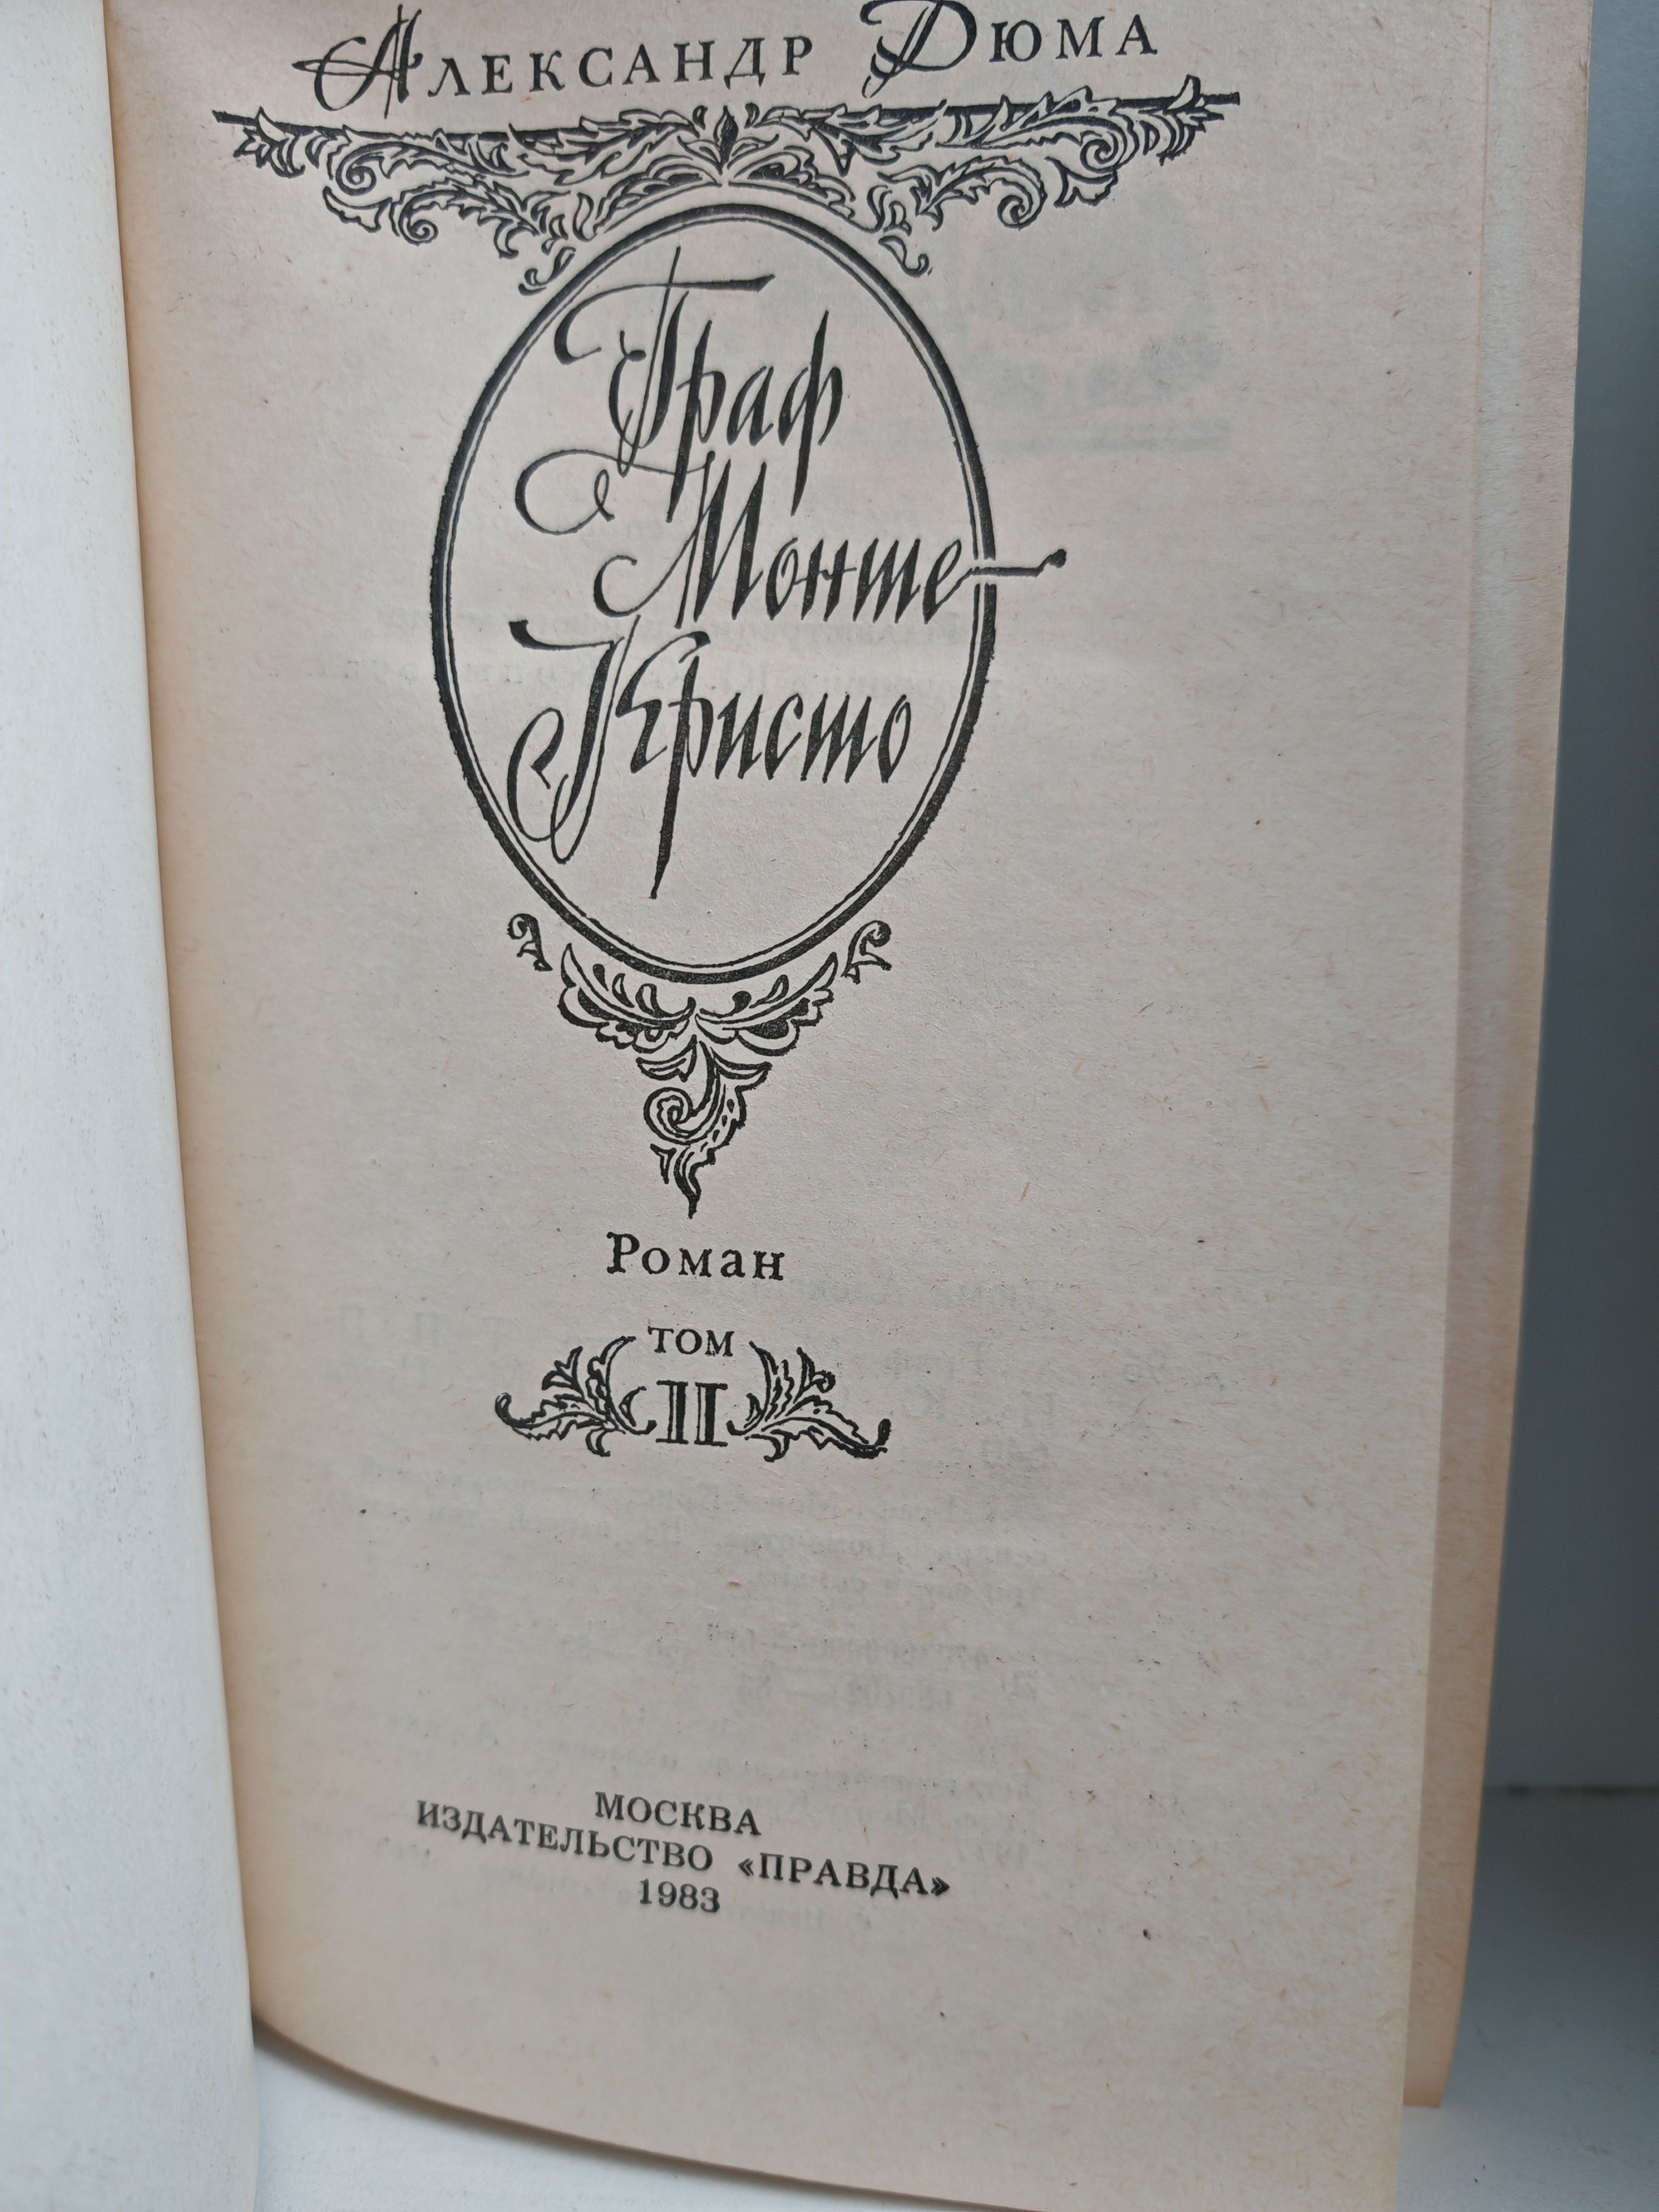 АЛЕКСАНДР ДЮМА
Граф
Монте-
Кристо
Роман
ТОМ
II
МОСКВА
ИЗДАТЕЛЬСТВО «ПРАВДА»
1983